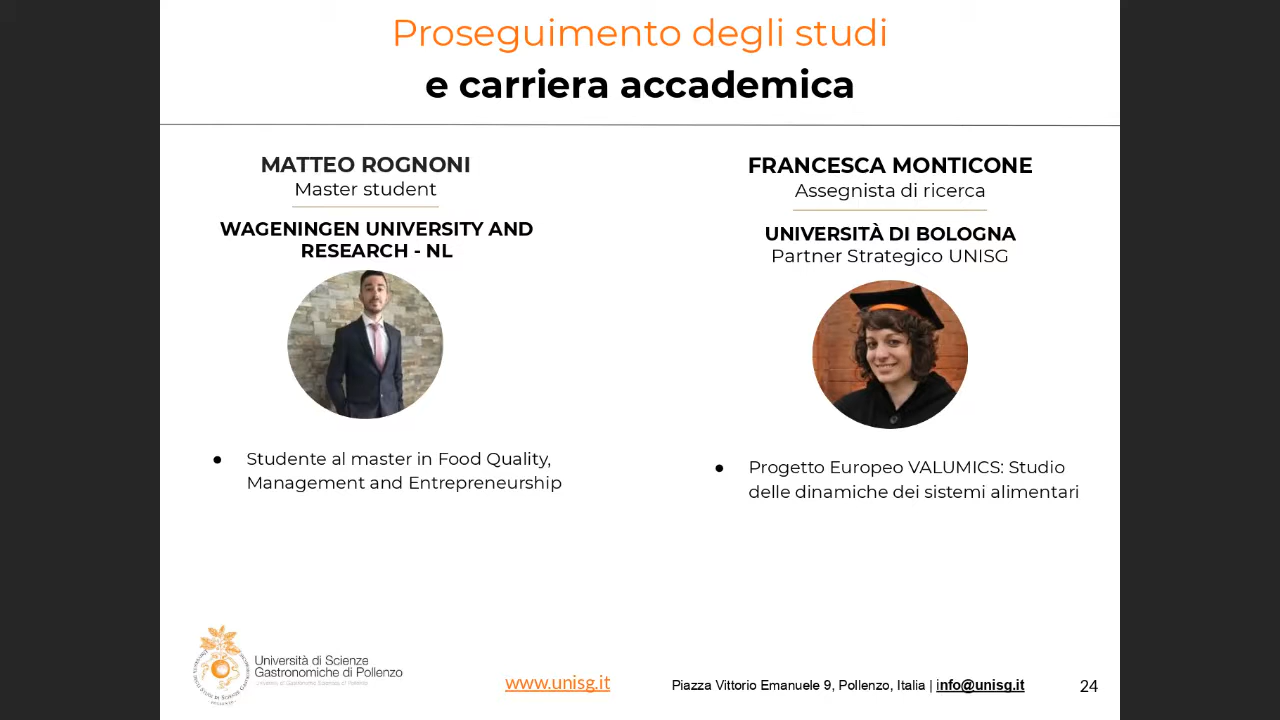 Proseguimento degli studi
e carriera accademica
MATTEO ROGNONI
Master student
WAGENINGEN UNIVERSITY AND
RESEARCH - NL
Studente al master in Food Quality,
Management and Entrepreneurship
FRANCESCA MONTICONE
Assegnista di ricerca
UNIVERSITÀ DI BOLOGNA
Partner Strategico UNISG
Progetto Europeo VALUMICS: Studio
delle dinamiche dei sistemi alimentari
Università di Scienze
Gastronomiche di Pollenzo
www.unisg.it
Piazza Vittorio Emanuele 9, Pollenzo, Italia | info@unisg.it
24